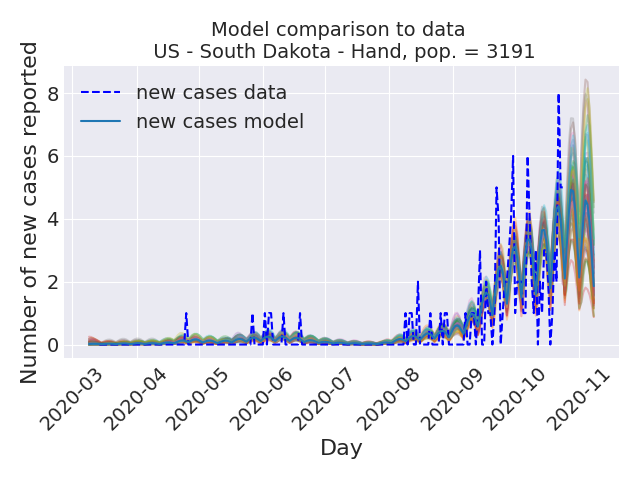 Model comparison to data
US - South Dakota - Hand, pop. = 3191
Number of new cases reported
8
6
4
2
0
new cases data
new cases model
2020-03
2020-04
2020-05
2020-06
2020-07
2020-08
2020-09
2020-10
2020-11
Day